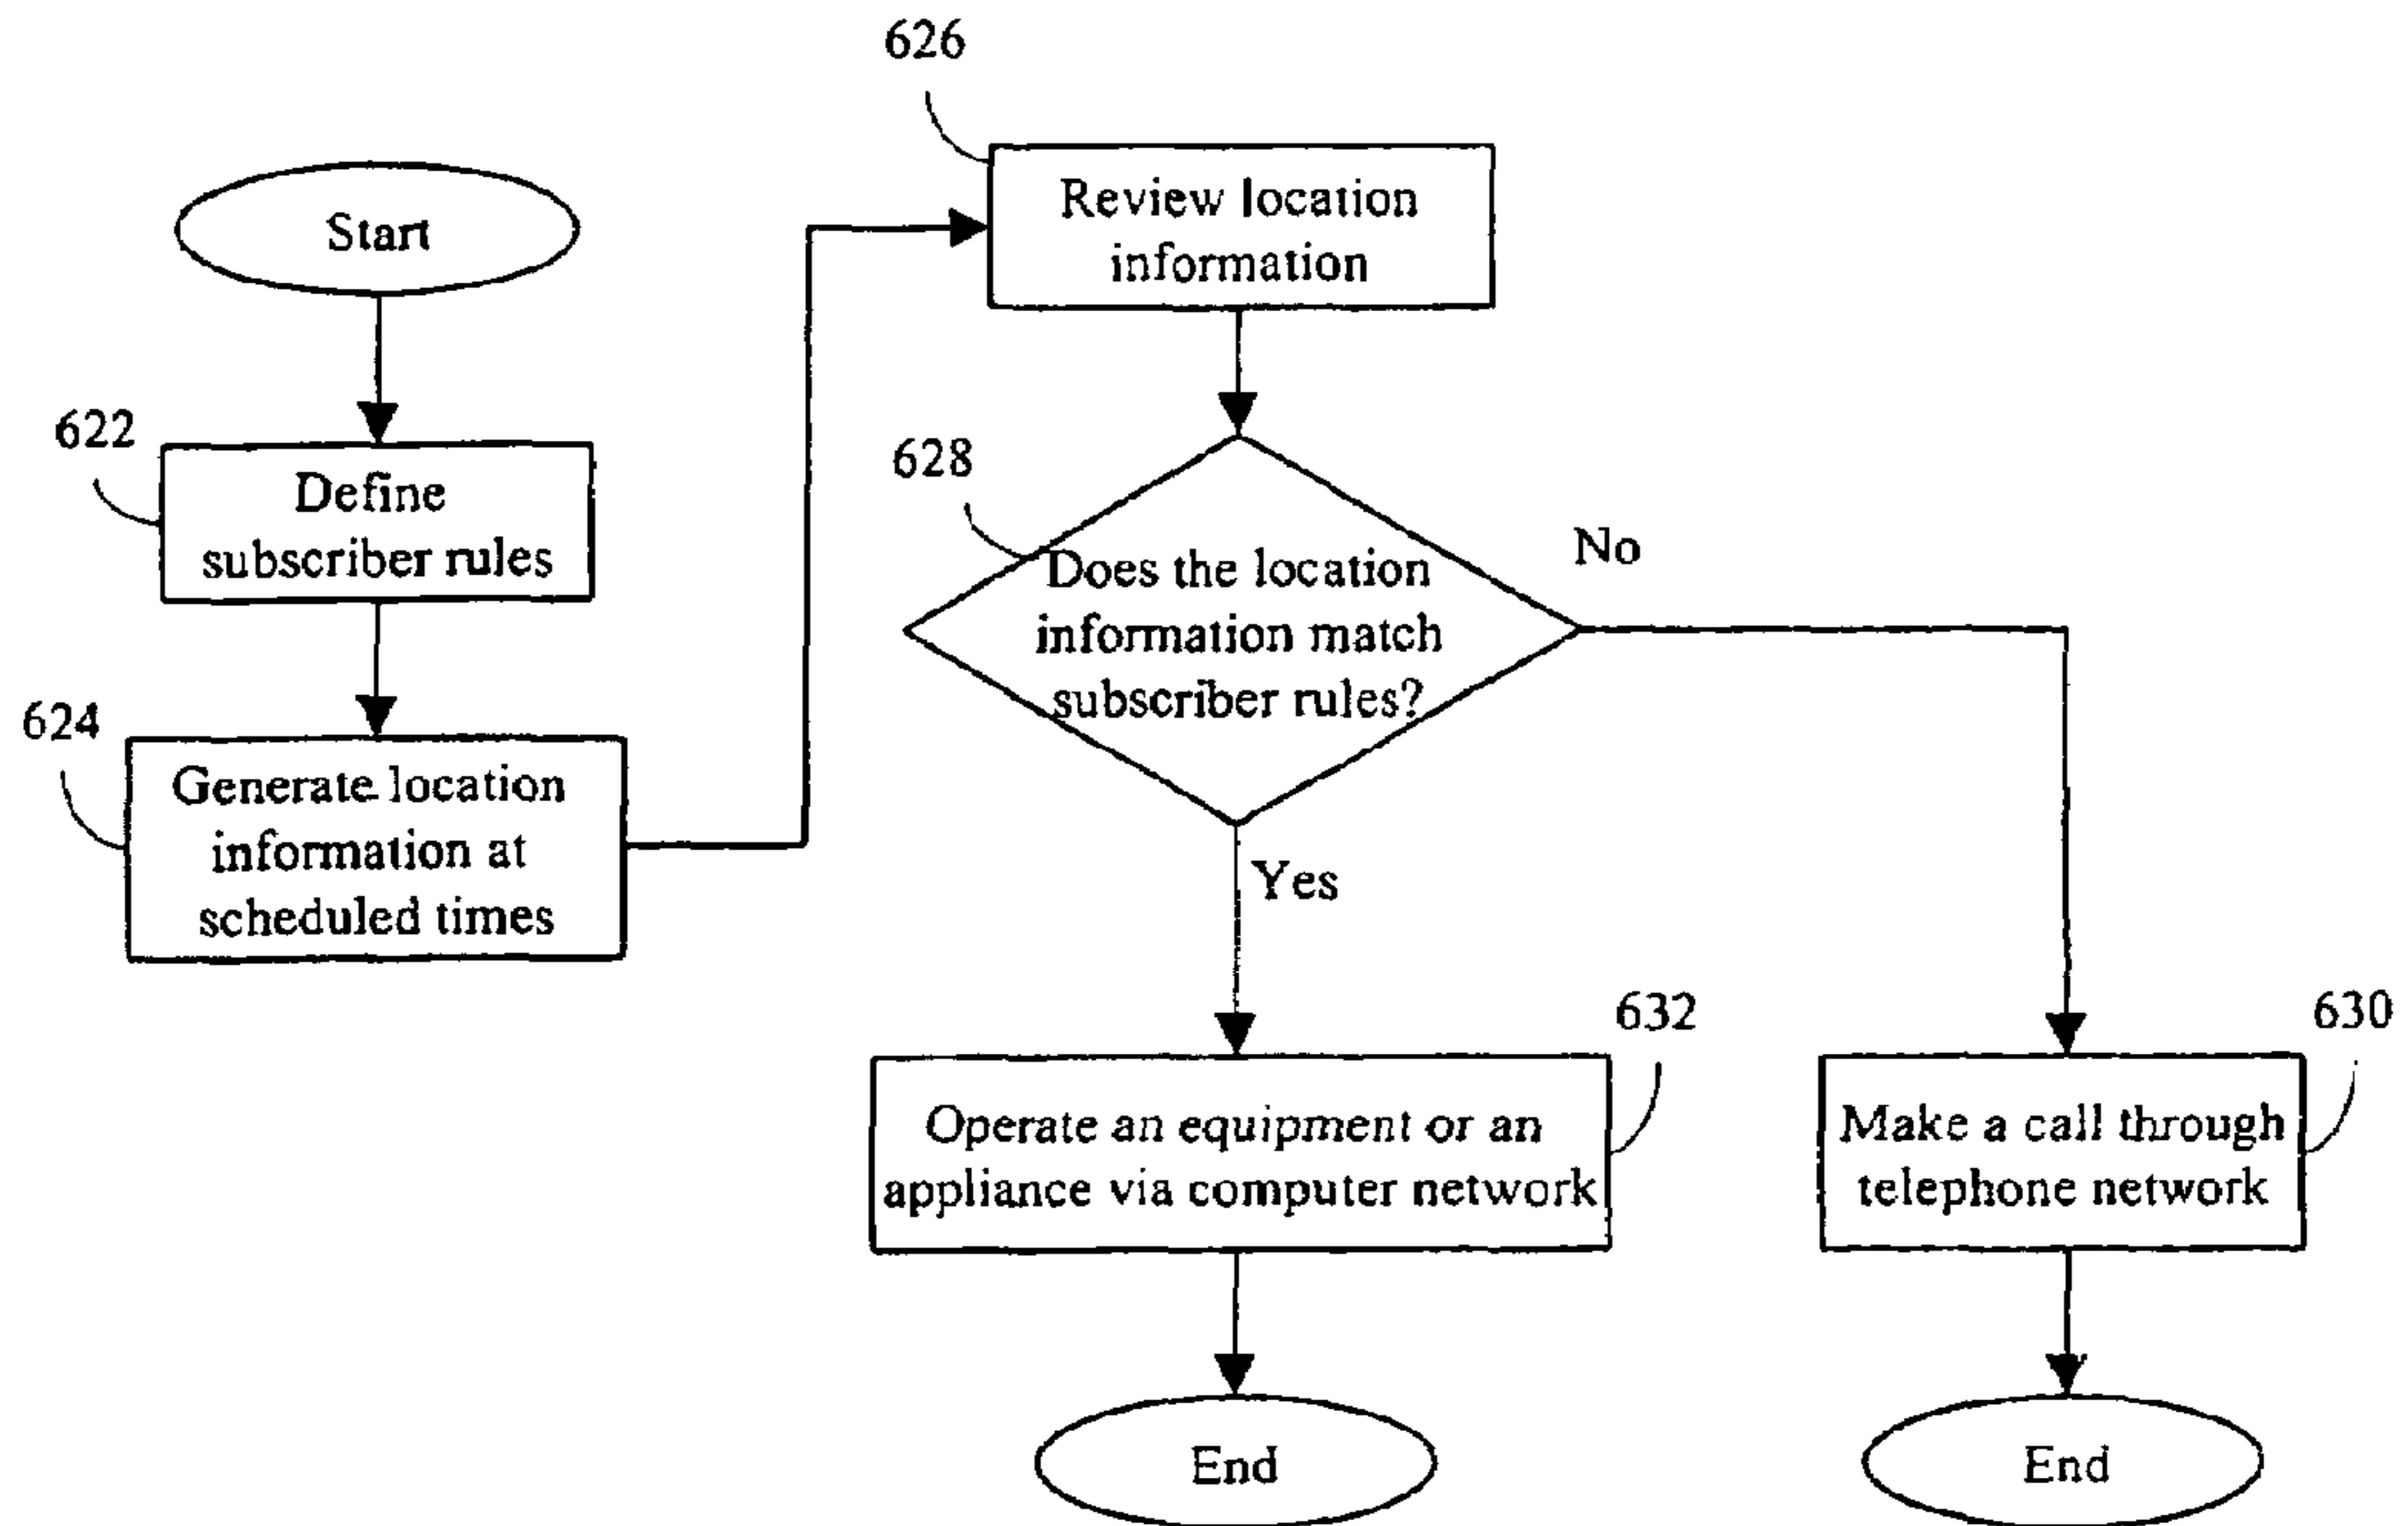 Start
622
Define
subscriber rules
624
Generate location
information at
scheduled times
626
Review location
information
628
Does the location
information match
subscriber rules?
No
Yes
632
Operate an equipment or an
appliance via computer network
630
Make a call through
telephone network
End
End